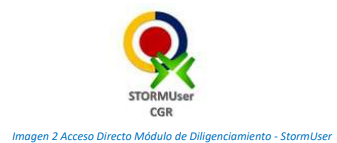 STORMUser
CGR
Imagen 2 Acceso Directo Módulo de Diligenciamiento - StormUser